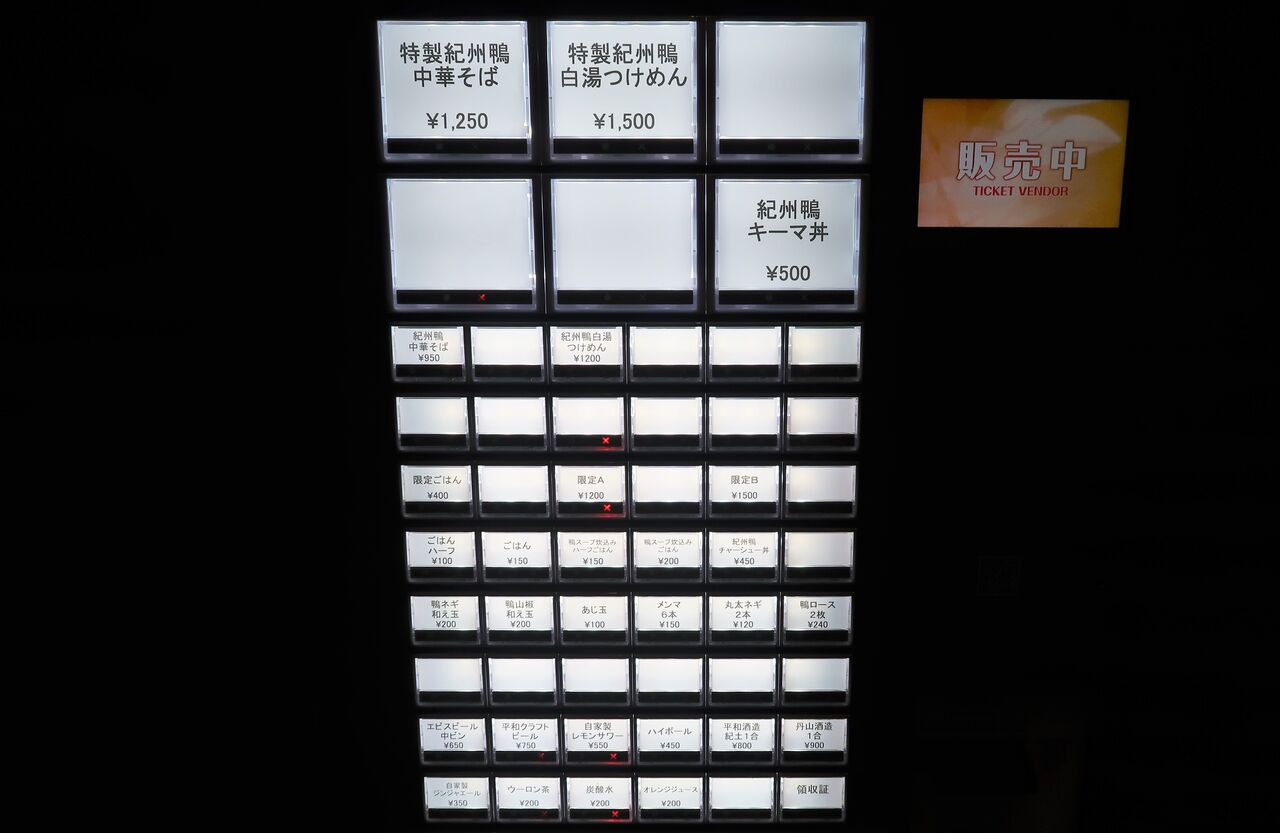 特製紀州鴨
中華そば
¥1,250
特製紀州鴨
白湯つけめん
¥1,500
販売中
TICKET VENDOR
紀州鴨
キーマ丼
¥500
紀州鴨
中華そば
¥950
紀州鴨白湯
つけめん
¥1200
限定ごはん
¥400
限定A
¥1200
限定B
¥1500
ごはん
ハーフ
¥100
ごはん
¥150
鴨スープ炊込み
ハーフごはん
¥150
鴨スープ炊込み
ごはん
¥200
紀州鴨
チャーシュー丼
¥450
鴨ネギ
和え玉
¥200
鴨山椒
和え玉
¥200
あじ玉
¥100
メンマ
6本
¥150
丸太ネギ
2本
¥120
鴨ロース
2枚
¥240
エビスビール
中ビン
¥650
平和クラフト
ビール
¥750
自家製
レモンサワー
¥550
ハイボール
¥450
平和酒造
紀土1合
¥800
丹山酒造
1合
¥900
自家製
ジンジャエール
¥350
ウーロン茶
¥200
炭酸水
¥200
オレンジジュース
¥200
領収証